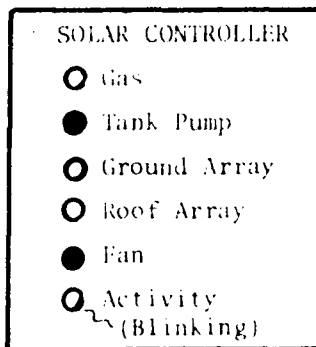 SOLAR CONTROLLER
Gas
Tank Pump
Ground Array
Roof Array
Fan
Activity
(Blinking)